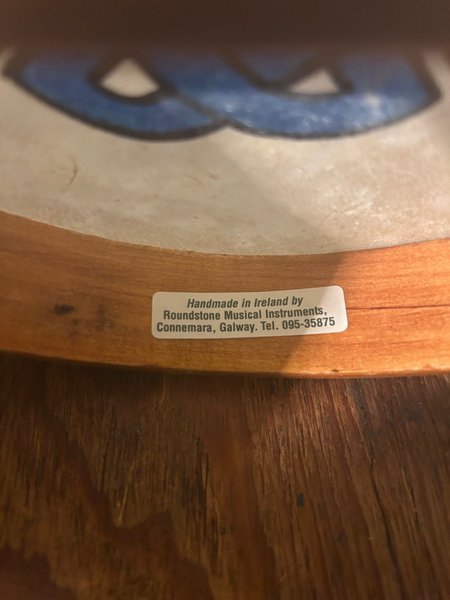 Handmade in Ireland by
Roundstone Musical Instruments,
Connemara, Galway. Tel. 095-35875